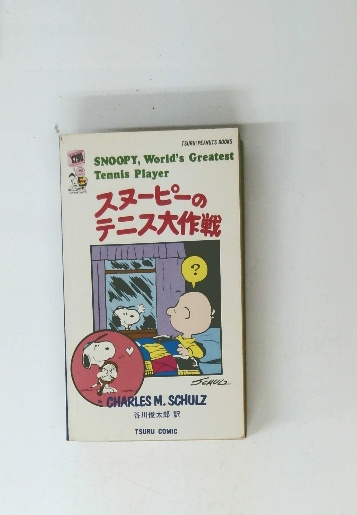 TSURU PEANUTS BOOKS
SNOOPY, World's Greatest
Tennis Player
スヌーピーの
テニス大作戦
?
SCHULZ
CHARLES M. SCHULZ
谷川俊太郎 訳
TSURU COMIC